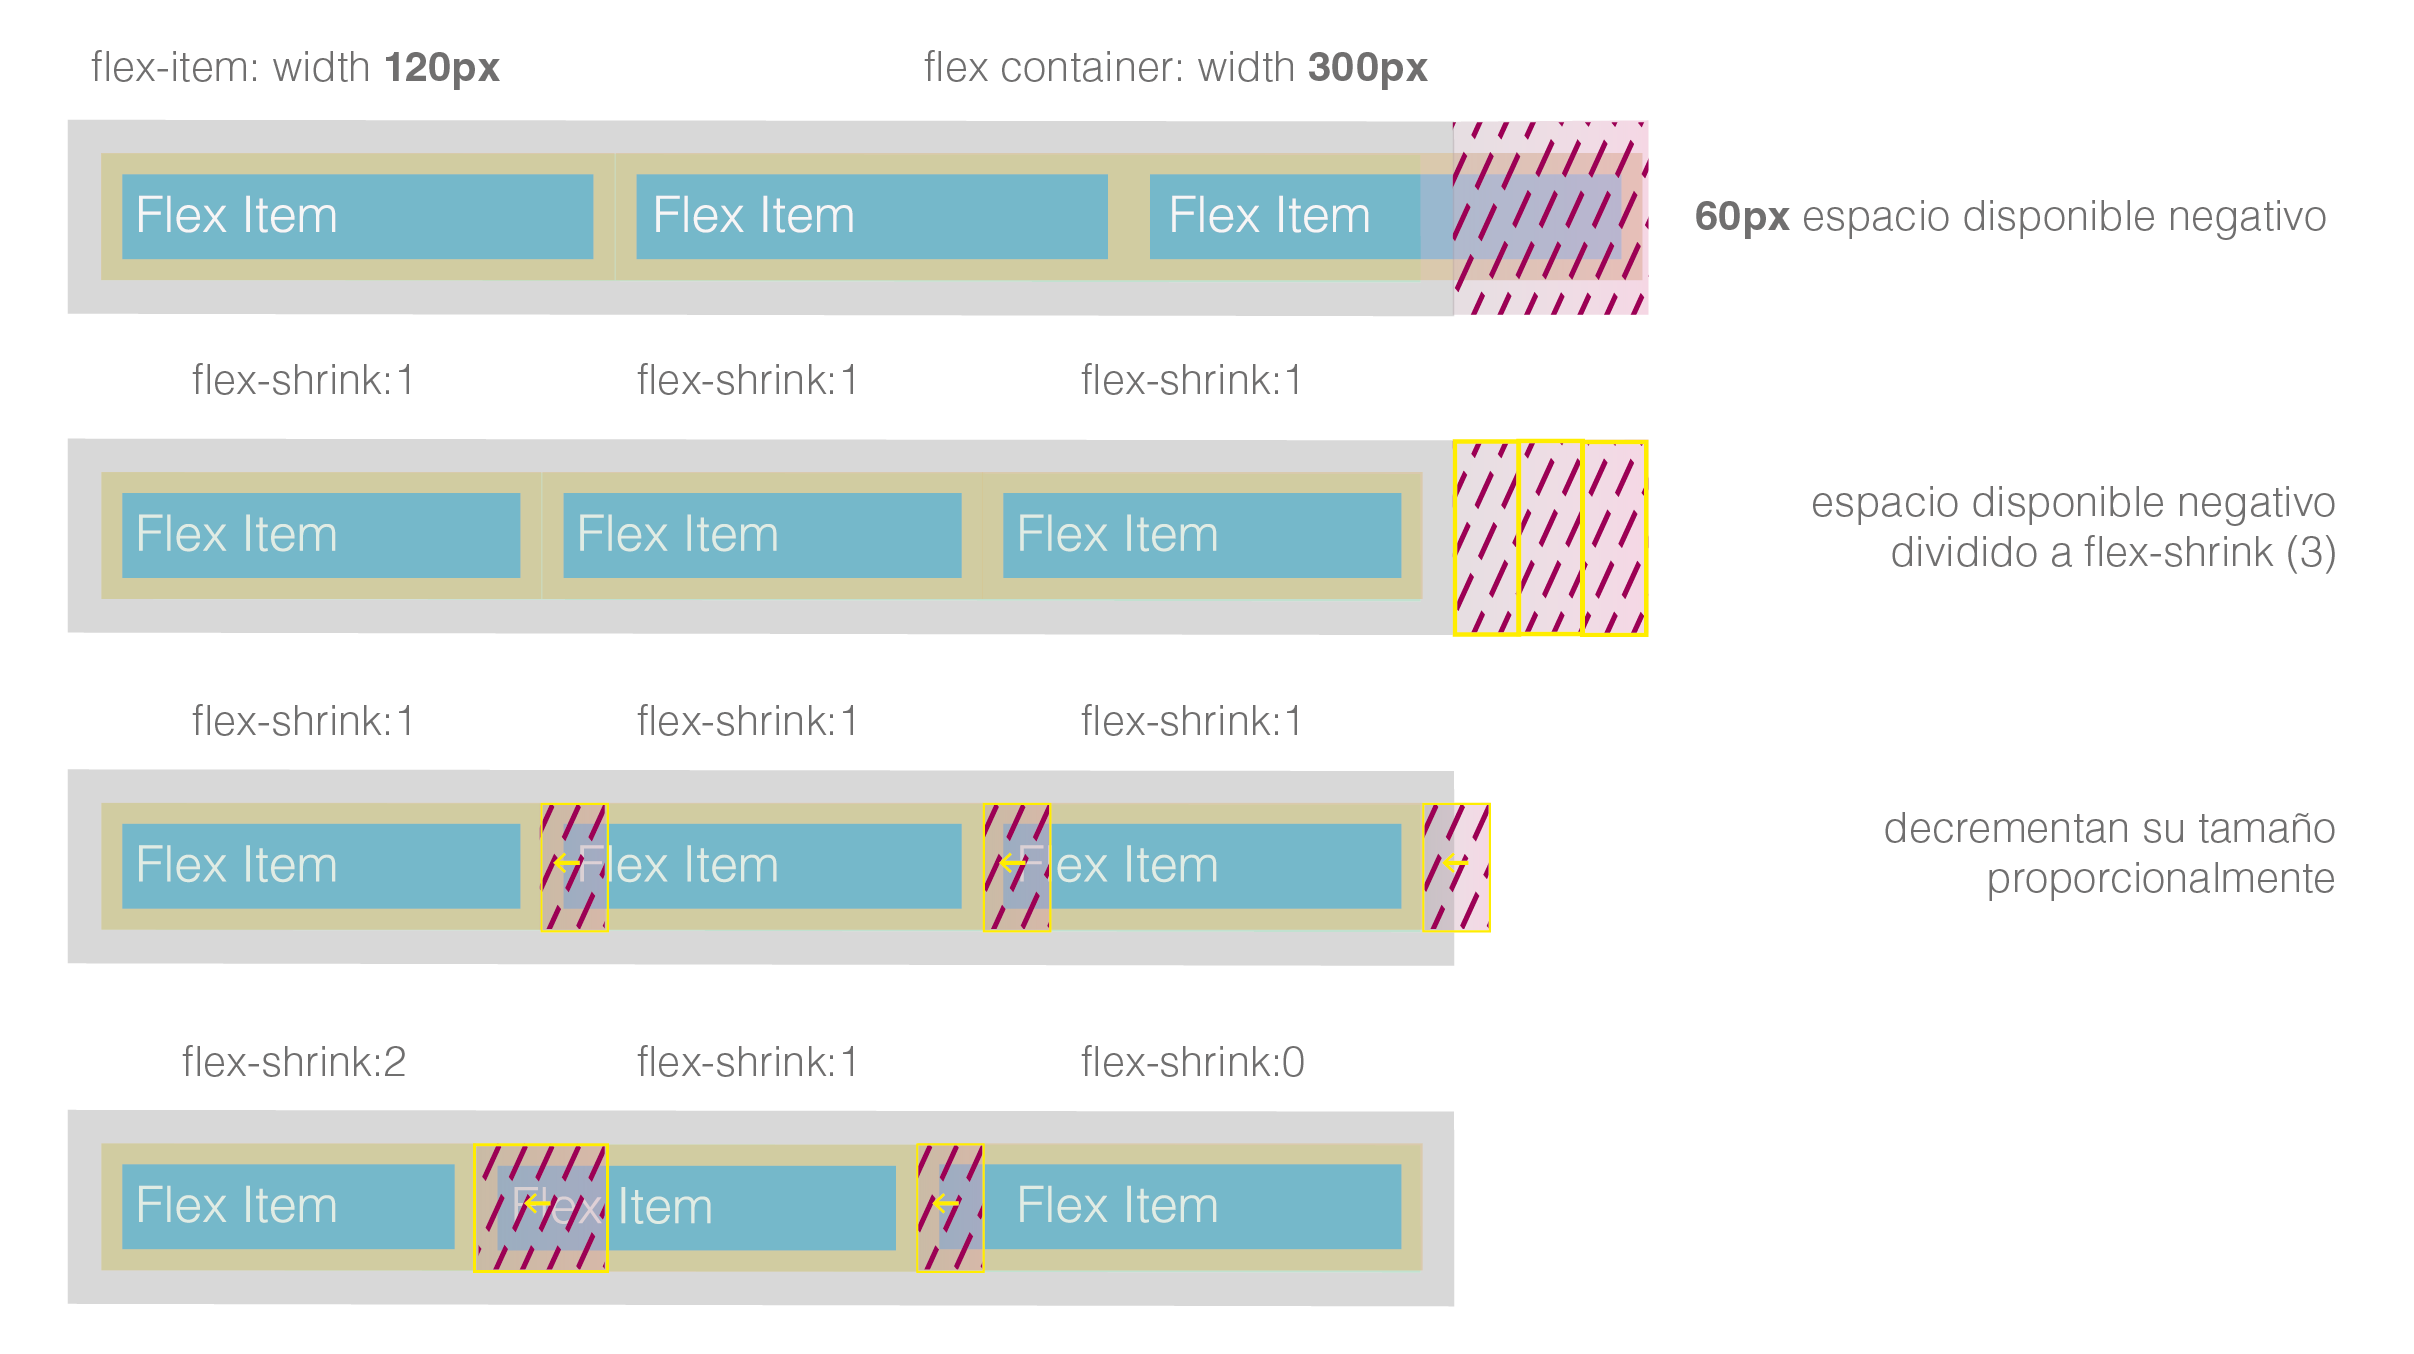 flex-item: width 120px
flex container: width 300px
Flex Item
Flex Item
Flex Item
60px espacio disponible negativo
flex-shrink:1
flex-shrink:1
flex-shrink:1
Flex Item
Flex Item
Flex Item
espacio disponible negativo
dividido a flex-shrink (3)
flex-shrink:1
flex-shrink:1
flex-shrink:1
Flex Item
Flex Item
Flex Item
decrementan su tamaño
proporcionalmente
flex-shrink:2
flex-shrink:1
flex-shrink:0
Flex Item
Flex Item
Flex Item